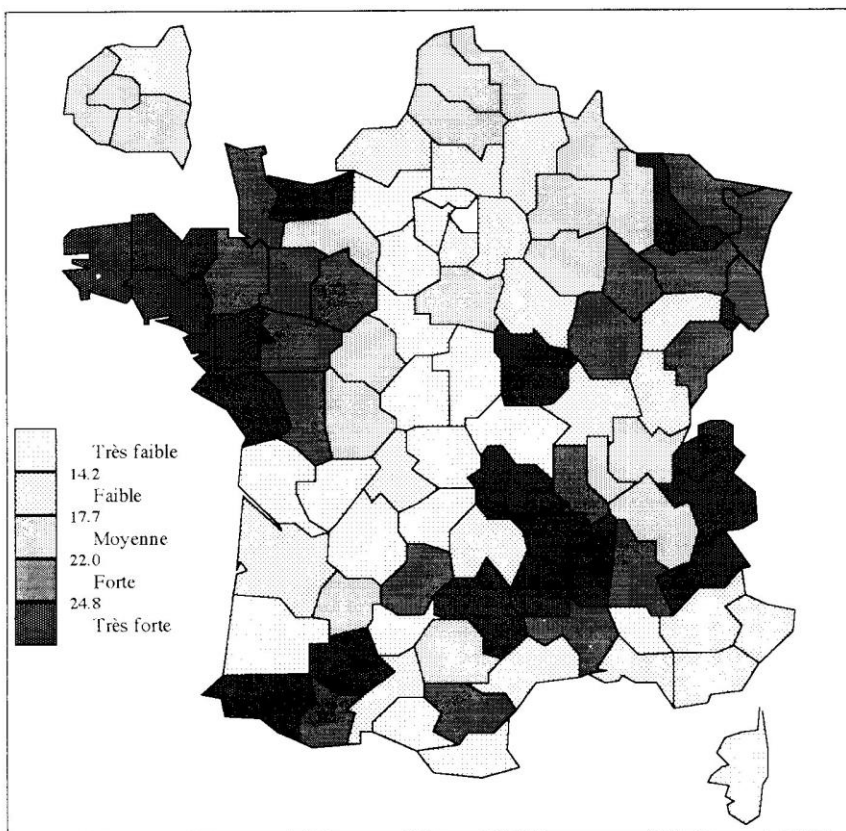 Très faible
14.2
Faible
17.7
Moyenne
22.0
Forte
24.8
Très forte